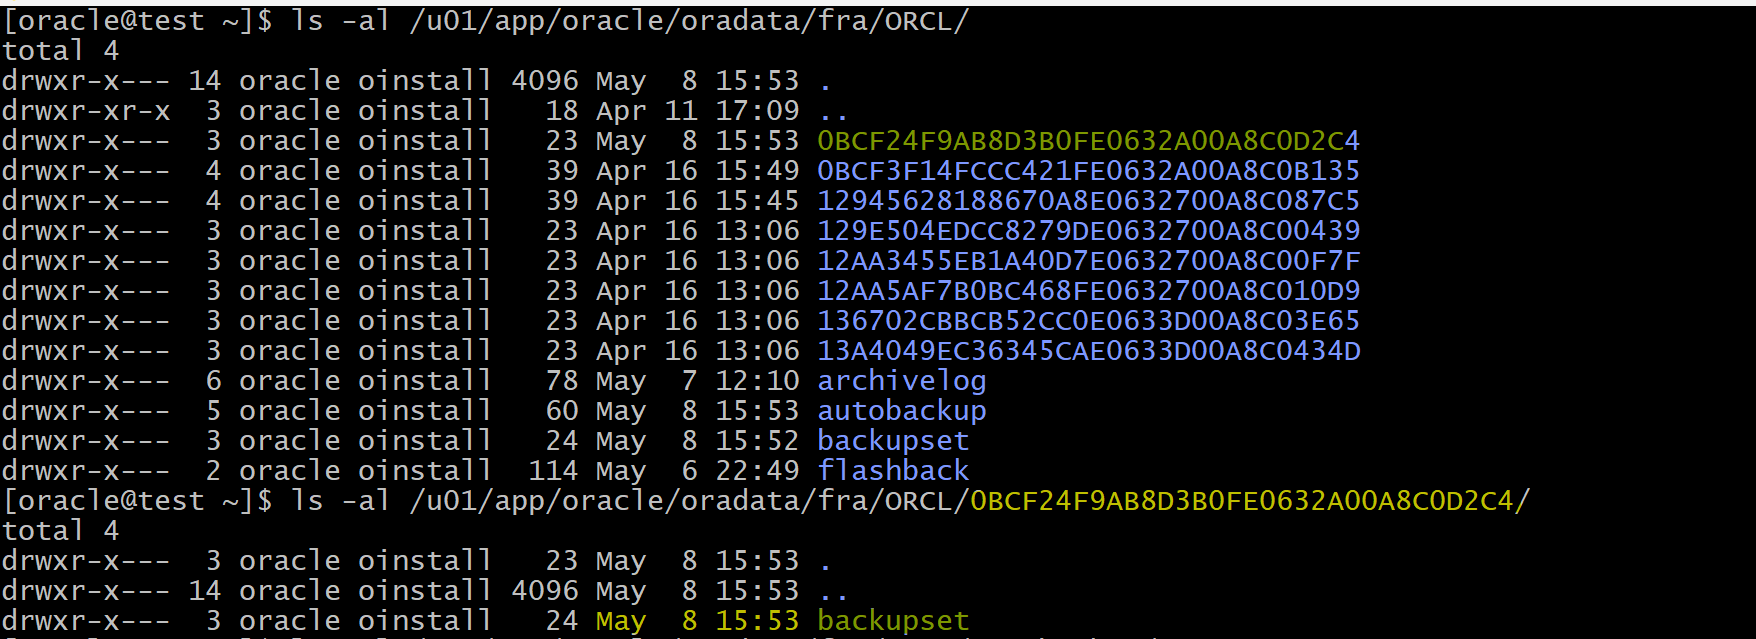 [oracle@test ~]$ ls -al /u01/app/oracle/oradata/fra/ORCL/
total 4
drwxr-x--- 14 oracle oinstall 4096 May  8 15:53 .
drwxr-xr-x  3 oracle oinstall   18 Apr 11 17:09 ..
drwxr-x---  3 oracle oinstall   23 May  8 15:53 0BCF24F9AB8D3B0FE0632A00A8C0D2C4
drwxr-x---  4 oracle oinstall   39 Apr 16 15:49 0BCF3F14FCCC421FE0632A00A8C0B135
drwxr-x---  4 oracle oinstall   39 Apr 16 15:45 12945628188670A8E0632700A8C087C5
drwxr-x---  3 oracle oinstall   23 Apr 16 13:06 129E504EDCC8279DE0632700A8C00439
drwxr-x---  3 oracle oinstall   23 Apr 16 13:06 12AA3455EB1A40D7E0632700A8C00F7F
drwxr-x---  3 oracle oinstall   23 Apr 16 13:06 12AA5AF7B0BC468FE0632700A8C010D9
drwxr-x---  3 oracle oinstall   23 Apr 16 13:06 136702CBBCB52CC0E0633D00A8C03E65
drwxr-x---  3 oracle oinstall   23 Apr 16 13:06 13A4049EC36345CAE0633D00A8C0434D
drwxr-x---  6 oracle oinstall   78 May  7 12:10 archivelog
drwxr-x---  5 oracle oinstall   60 May  8 15:53 autobackup
drwxr-x---  3 oracle oinstall   24 May  8 15:52 backupset
drwxr-x---  2 oracle oinstall  114 May  6 22:49 flashback
[oracle@test ~]$ ls -al /u01/app/oracle/oradata/fra/ORCL/0BCF24F9AB8D3B0FE0632A00A8C0D2C4/
total 4
drwxr-x---  3 oracle oinstall   23 May  8 15:53 .
drwxr-x--- 14 oracle oinstall 4096 May  8 15:53 ..
drwxr-x---  3 oracle oinstall   24 May  8 15:53 backupset